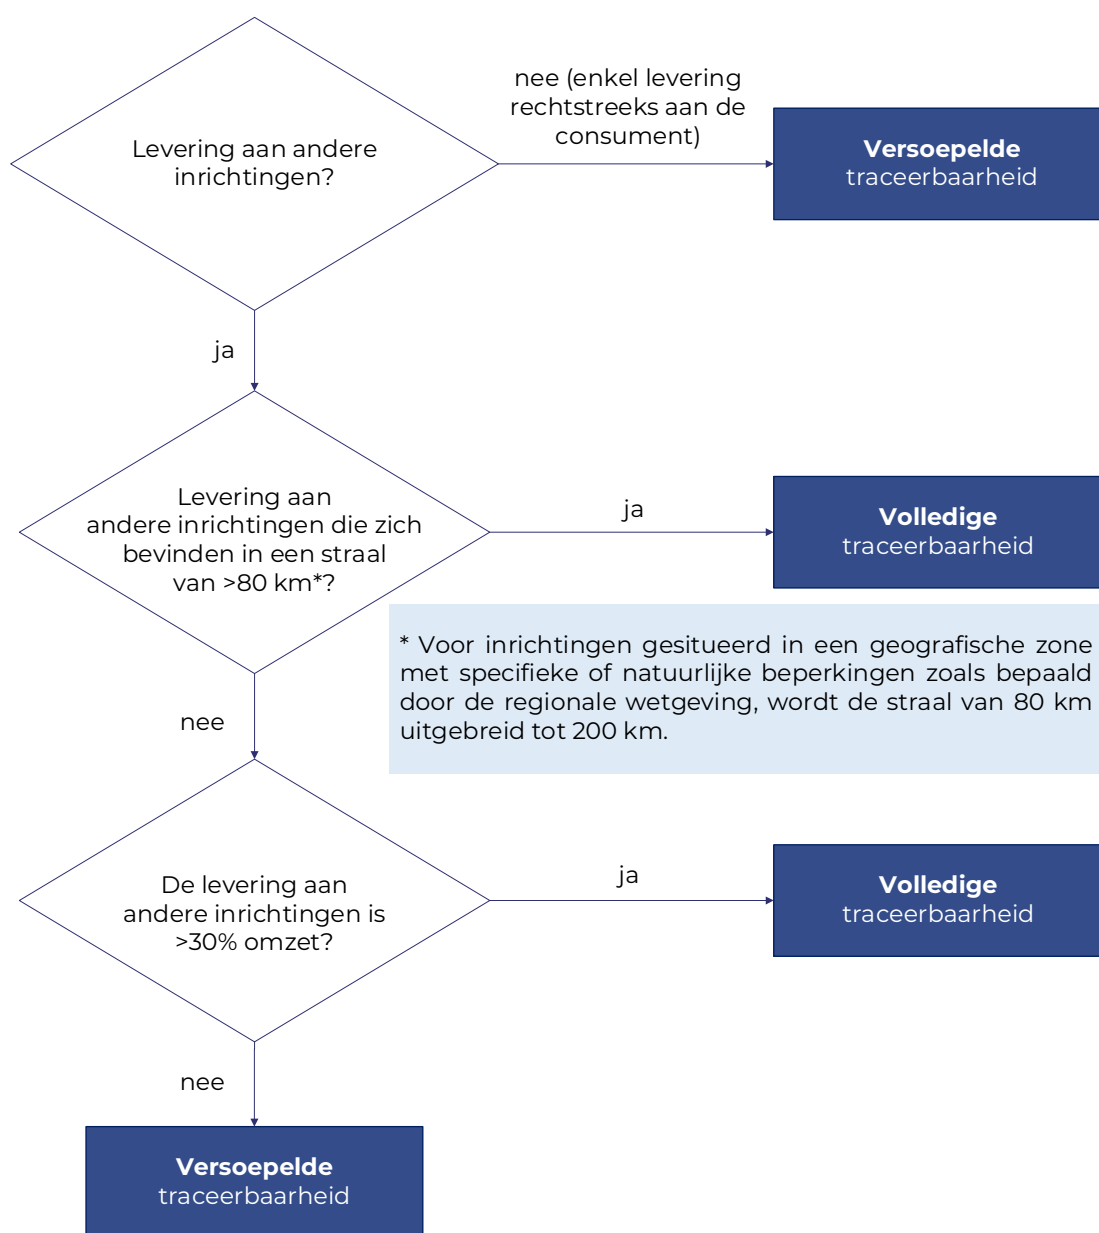 nee (enkel levering
rechtstreeks aan de
consument)
Levering aan andere
inrichtingen?
Versoepelde
traceerbaarheid
ja
Levering aan
andere inrichtingen die zich
bevinden in een straal
van >80 km*?
ja
Volledige
traceerbaarheid
* Voor inrichtingen gesitueerd in een geografische zone
met specifieke of natuurlijke beperkingen zoals bepaald
door de regionale wetgeving, wordt de straal van 80 km
uitgebreid tot 200 km.
nee
De levering aan
andere inrichtingen is
>30% omzet?
ja
Volledige
traceerbaarheid
nee
Versoepelde
traceerbaarheid